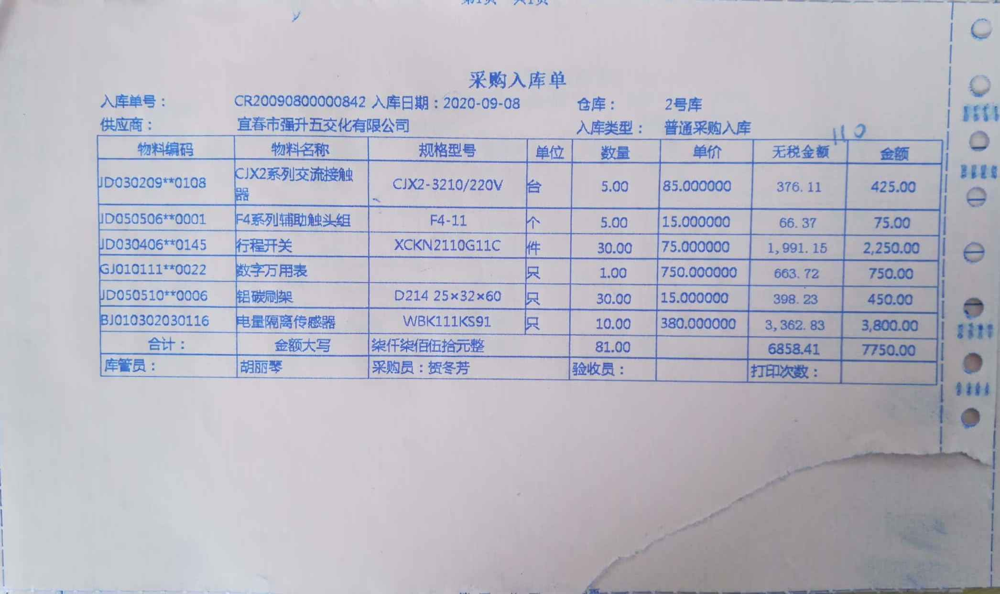 第1页 共1页
采购入库单
入库单号： CR20090800000842 入库日期：2020-09-08 仓库： 2号库
供应商： 宜春市强升五交化有限公司 入库类型： 普通采购入库
110
物料编码 物料名称 规格型号 单位 数量 单价 无税金额 金额
JD030209**0108 CJX2系列交流接触器 CJX2-3210/220V 台 5.00 85.000000 376.11 425.00
JD050506**0001 F4系列辅助触头组 F4-11 个 5.00 15.000000 66.37 75.00
JD030406**0145 行程开关 XCKN2110G11C 件 30.00 75.000000 1,991.15 2,250.00
GJ010111**0022 数字万用表 只 1.00 750.000000 663.72 750.00
JD050510**0006 铝碳刷架 D214 25×32×60 只 30.00 15.000000 398.23 450.00
BJ010302030116 电量隔离传感器 WBK111KS91 只 10.00 380.000000 3,362.83 3,800.00
合计： 金额大写 柒仟柒佰伍拾元整 81.00 6858.41 7750.00
库管员： 胡丽琴 采购员：贺冬芳 验收员： 打印次数：